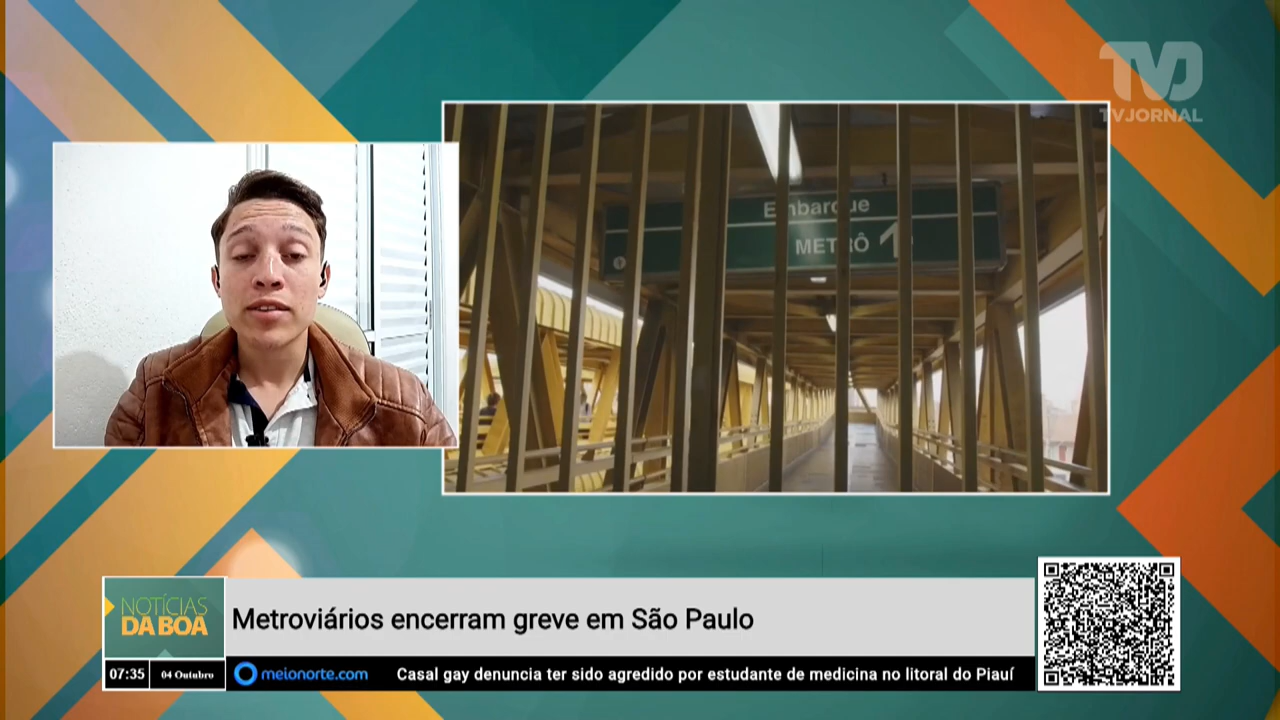 TVJ
TVJORNAL
Embarque
METRÔ
NOTÍCIAS
DA BOA
Metroviários encerram greve em São Paulo
07:35
04 Outubro
meionorte.com
Casal gay denuncia ter sido agredido por estudante de medicina no litoral do Piauí